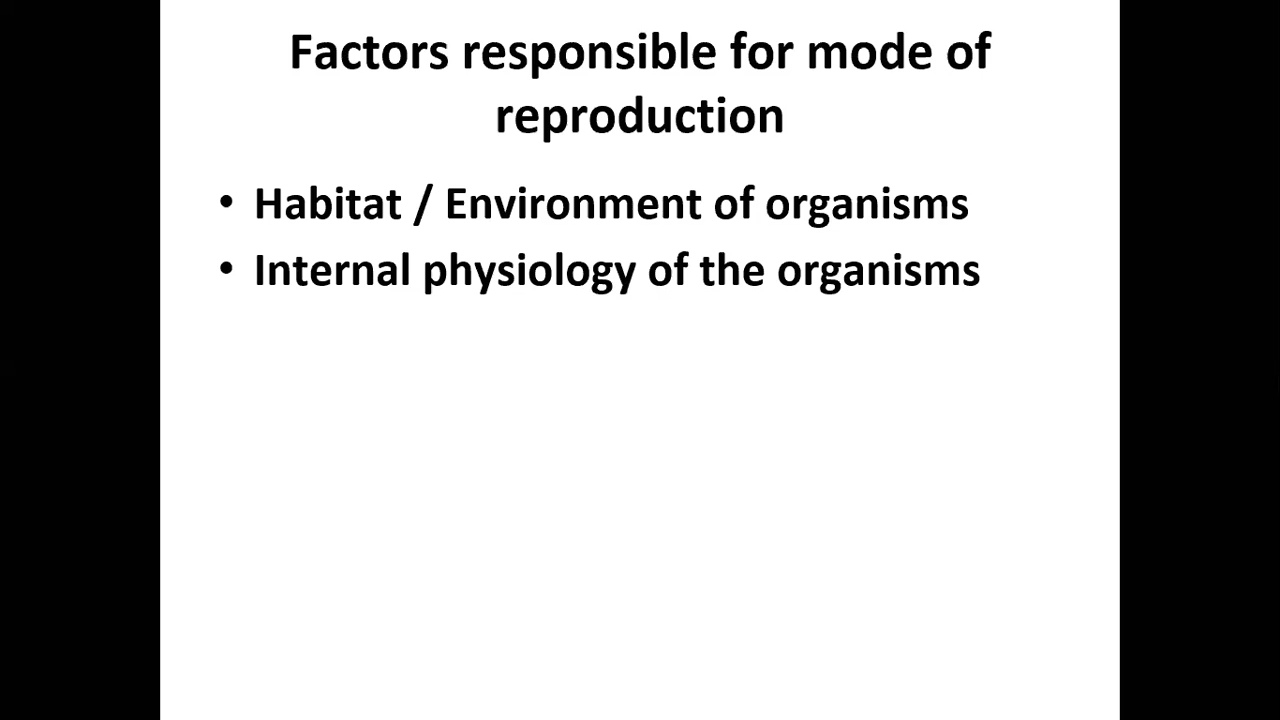 Factors responsible for mode of
reproduction
• Habitat / Environment of organisms
• Internal physiology of the organisms